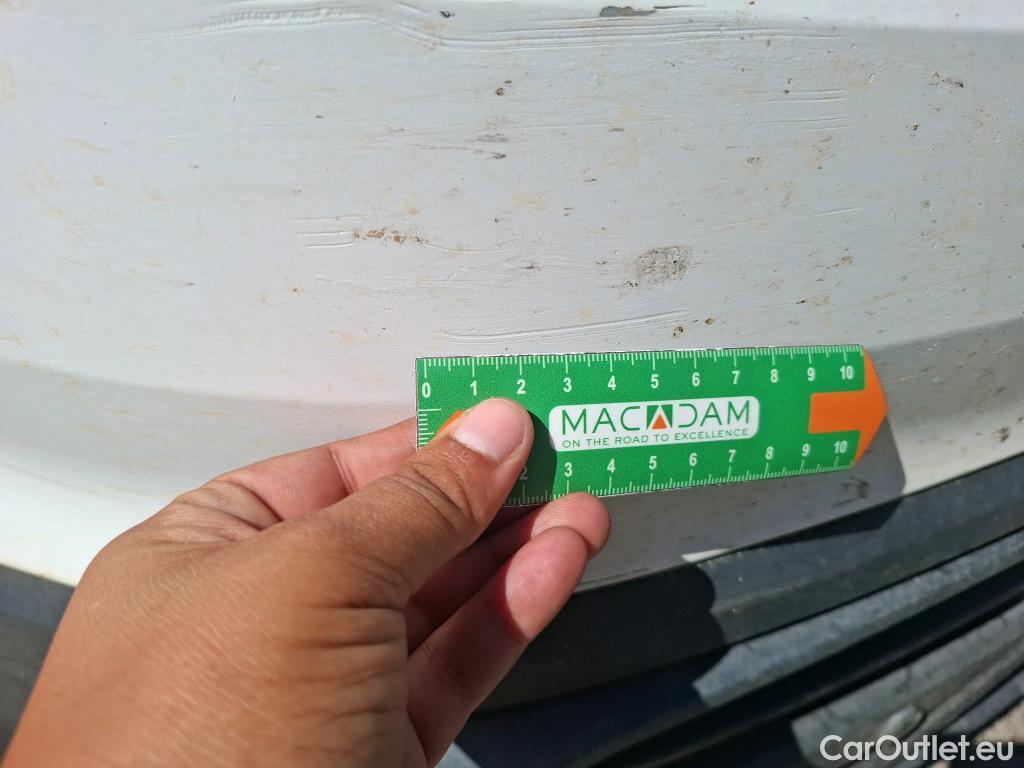 0 1 2 3 4 5 6 7 8 9 10
MACADAM
ON THE ROAD TO EXCELLENCE
2 3 4 5 6 7 8 9 10
CarOutlet.eu